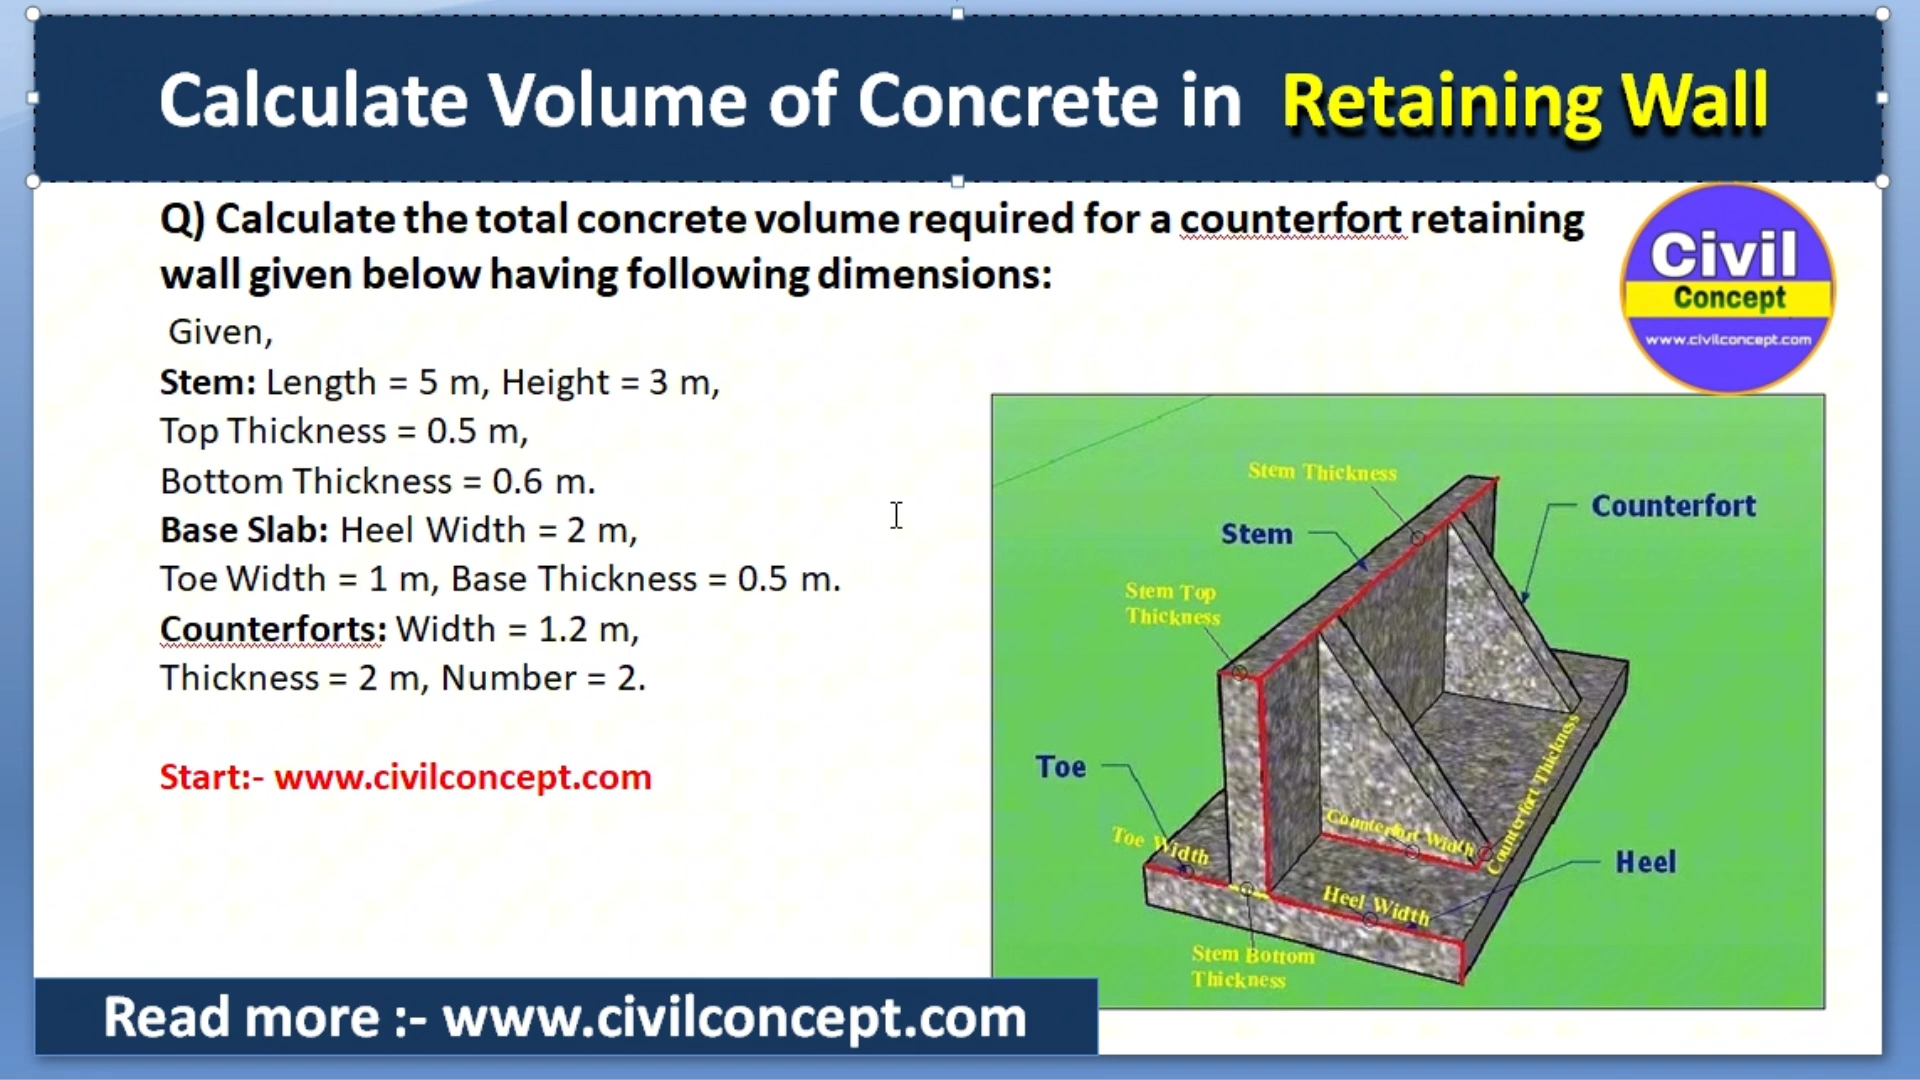 Calculate Volume of Concrete in Retaining Wall
Q) Calculate the total concrete volume required for a counterfort retaining
wall given below having following dimensions:
Given,
Stem: Length = 5 m, Height = 3 m,
Top Thickness = 0.5 m,
Bottom Thickness = 0.6 m.
Base Slab: Heel Width = 2 m,
Toe Width = 1 m, Base Thickness = 0.5 m.
Counterforts: Width = 1.2 m,
Thickness = 2 m, Number = 2.
Start:- www.civilconcept.com
Civil
Concept
www.civilconcept.com
Stem Thickness
Counterfort
Stem
Stem Top
Thickness
Toe
Counterfort Thickness
Counterfort Width
Toe Width
Heel
Heel Width
Stem Bottom
Thickness
Read more :- www.civilconcept.com